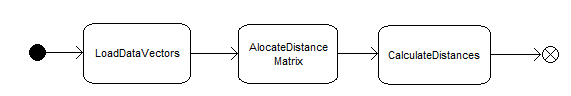 LoadDataVectors
AlocateDistance
Matrix
CalculateDistances